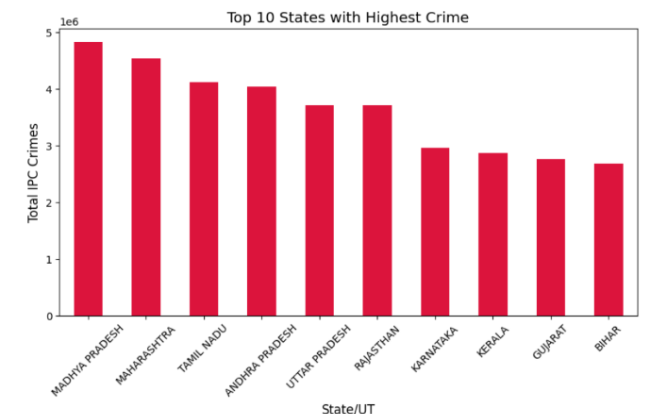 Top 10 States with Highest Crime
1e6
Total IPC Crimes
5
4
3
2
1
0
MADHYA PRADESH
MAHARASHTRA
TAMIL NADU
ANDHRA PRADESH
UTTAR PRADESH
RAJASTHAN
KARNATAKA
KERALA
GUJARAT
BIHAR
State/UT